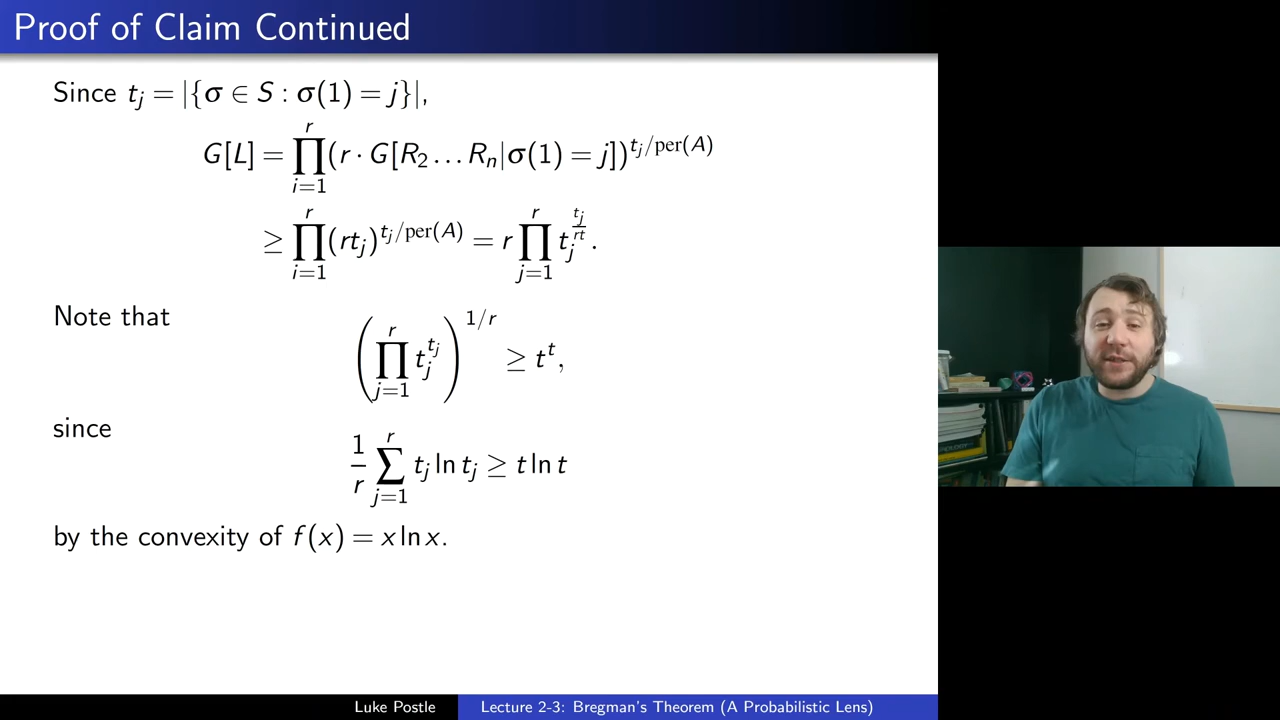 Proof of Claim Continued
Since t_j = |{σ ∈ S : σ(1) = j}|,
G[L] = ∏_{i=1}^{r} (r · G[R_2 … R_n|σ(1) = j])^{t_j/per(A)}
≥ ∏_{i=1}^{r} (rt_j)^{t_j/per(A)} = r ∏_{j=1}^{r} t_j^{\frac{t_j}{rt}}.
Note that
(∏_{j=1}^{r} t_j^{t_j})^{1/r} ≥ t^t,
since
\frac{1}{r} ∑_{j=1}^{r} t_j ln t_j ≥ t ln t
by the convexity of f(x) = x ln x.
Luke Postle
Lecture 2-3: Bregman's Theorem (A Probabilistic Lens)